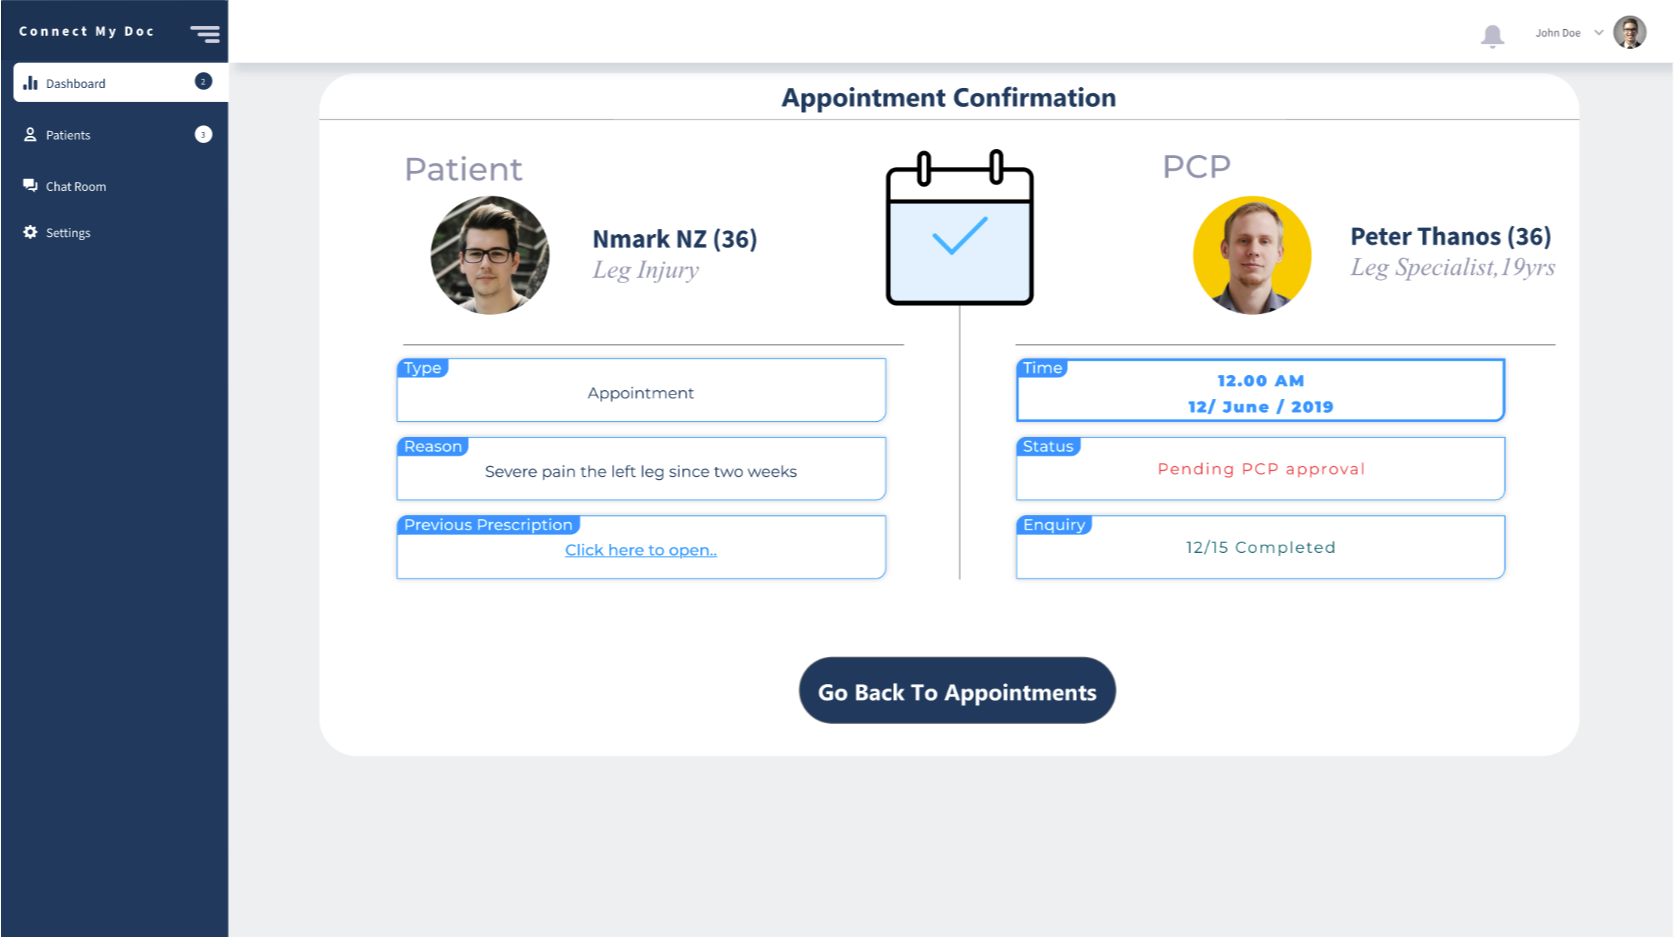 Connect My Doc
John Doe
Dashboard
2
Patients
3
Chat Room
Settings
Appointment Confirmation
Patient
Nmark NZ (36)
Leg Injury
PCP
Peter Thanos (36)
Leg Specialist,19yrs
Type
Appointment
Reason
Severe pain the left leg since two weeks
Previous Prescription
Click here to open..
Time
12.00 AM
12/ June / 2019
Status
Pending PCP approval
Enquiry
12/15 Completed
Go Back To Appointments